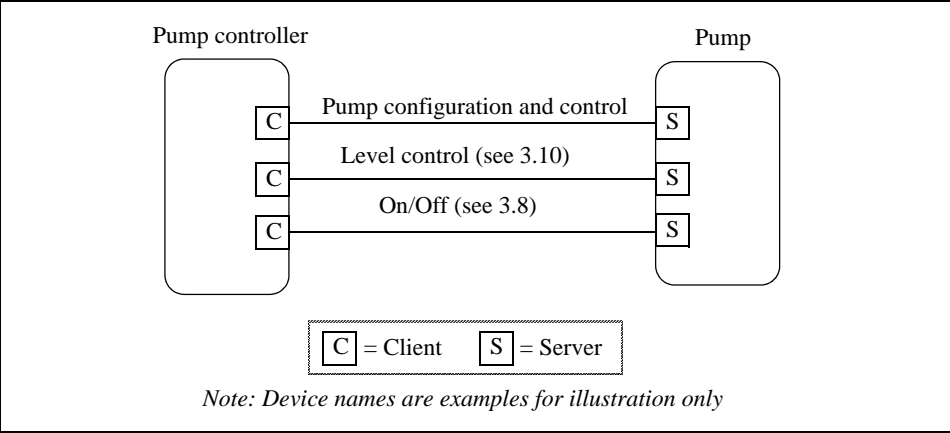 Pump controller
Pump
C
Pump configuration and control
S
C
Level control (see 3.10)
S
C
On/Off (see 3.8)
S
C = Client S = Server
Note: Device names are examples for illustration only